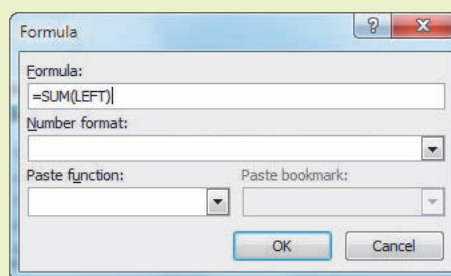 Formula
Formula:
=SUM(LEFT)
Number format:
Paste function: Paste bookmark:
OK Cancel